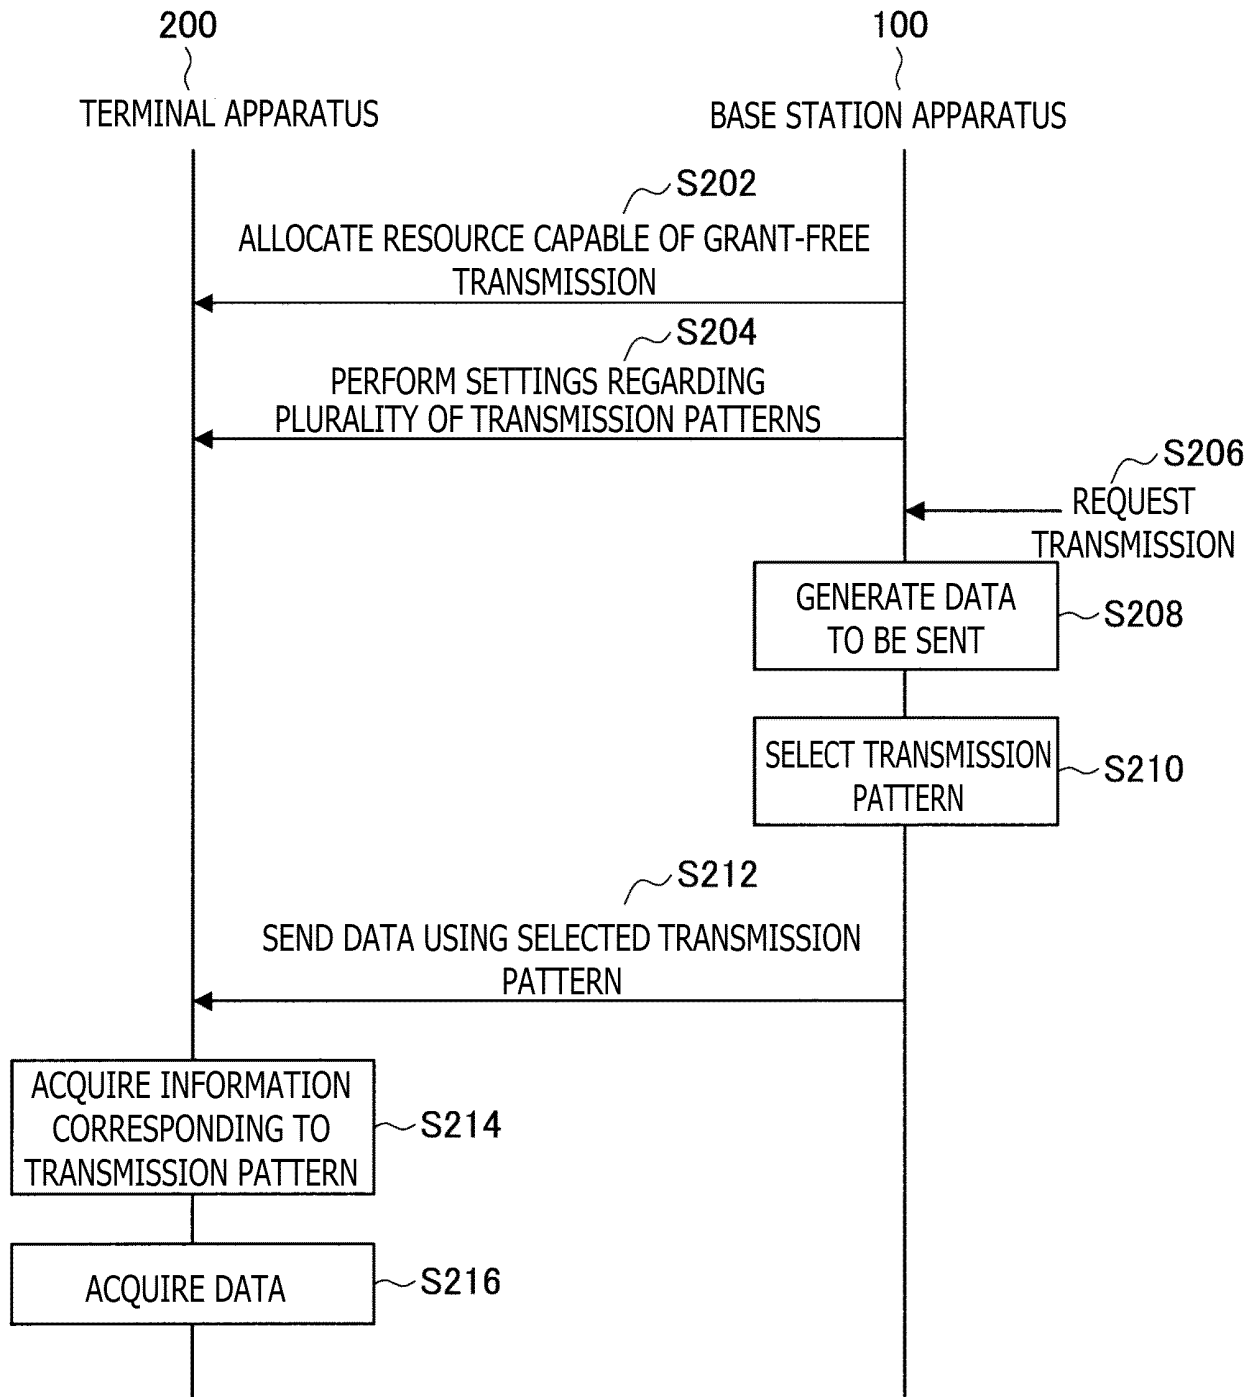 200
100
TERMINAL APPARATUS
BASE STATION APPARATUS
S202
ALLOCATE RESOURCE CAPABLE OF GRANT-FREE
TRANSMISSION
S204
PERFORM SETTINGS REGARDING
PLURALITY OF TRANSMISSION PATTERNS
S206
REQUEST
TRANSMISSION
GENERATE DATA
TO BE SENT
S208
SELECT TRANSMISSION
PATTERN
S210
S212
SEND DATA USING SELECTED TRANSMISSION
PATTERN
ACQUIRE INFORMATION
CORRESPONDING TO
TRANSMISSION PATTERN
S214
ACQUIRE DATA
S216